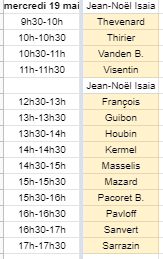 mercredi 19 mai Jean-Noël Isaia
9h30-10h Thevenard
10h-10h30 Thirier
10h30-11h Vanden B.
11h-11h30 Visentin
Jean-Noël Isaia
12h30-13h François
13h-13h30 Guibon
13h30-14h Houbin
14h-14h30 Kermel
14h30-15h Masselis
15h-15h30 Mazard
15h30-16h Pacoret B.
16h-16h30 Pavloff
16h30-17h Sanvert
17h-17h30 Sarrazin